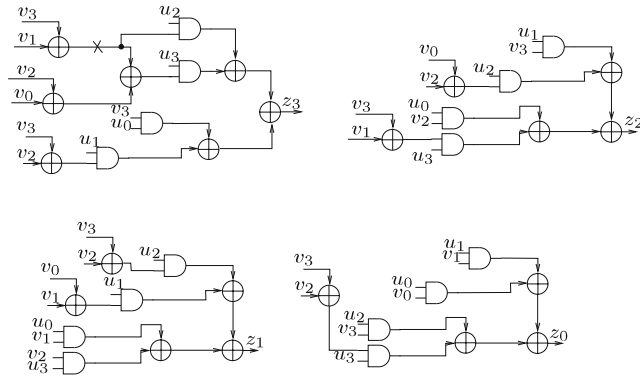 v₃
u₂
v₁
u₃
v₂
v₀
v₃
u₀
z₃
v₃
u₁
v₂
u₁
v₃
v₀
v₂
u₂
v₃
u₀
v₂
v₁
u₃
z₂
v₃
v₂
u₂
v₀
u₁
v₁
u₀
v₁
v₂
u₃
z₁
u₁
v₁
v₃
u₀
v₀
v₂
u₂
v₃
u₃
z₀